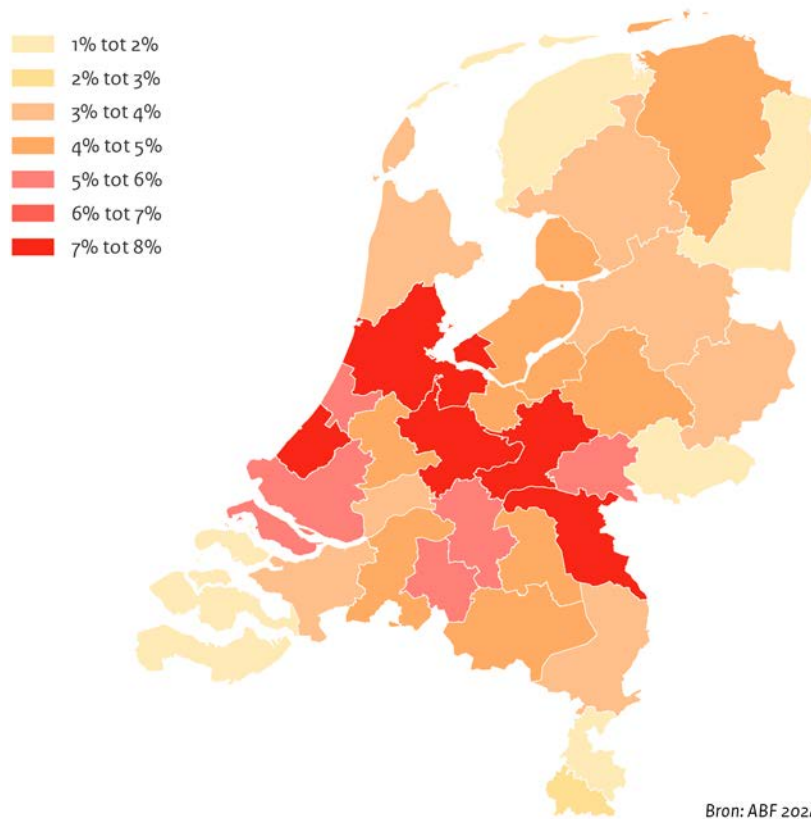 1% tot 2%
2% tot 3%
3% tot 4%
4% tot 5%
5% tot 6%
6% tot 7%
7% tot 8%
Bron: ABF 2024